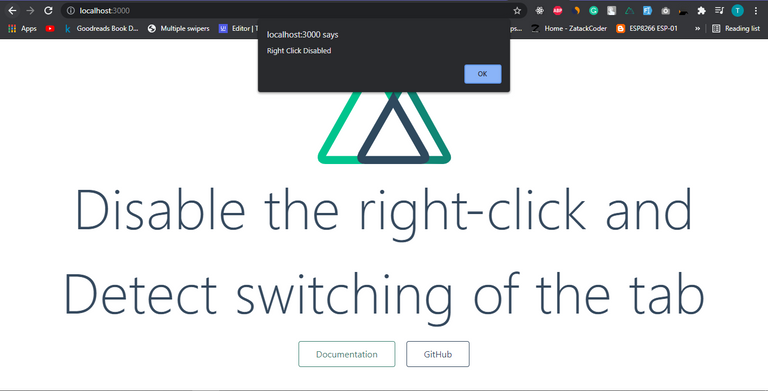 localhost:3000
Apps
Goodreads Book D...
Multiple swipers
Editor | T
ps...
Home - ZatackCoder
ESP8266 ESP-01
»
Reading list
localhost:3000 says
Right Click Disabled
OK
Disable the right-click and
Detect switching of the tab
Documentation
GitHub